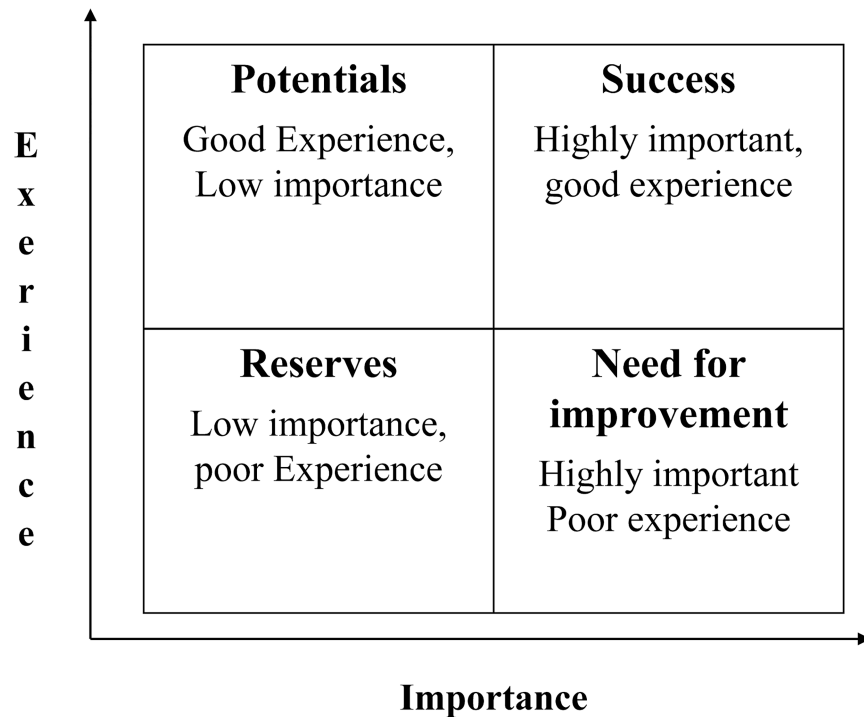 Potentials
Good Experience,
Low importance
Success
Highly important,
good experience
E
x
e
r
i
e
n
c
e
Reserves
Low importance,
poor Experience
Need for
improvement
Highly important
Poor experience
Importance